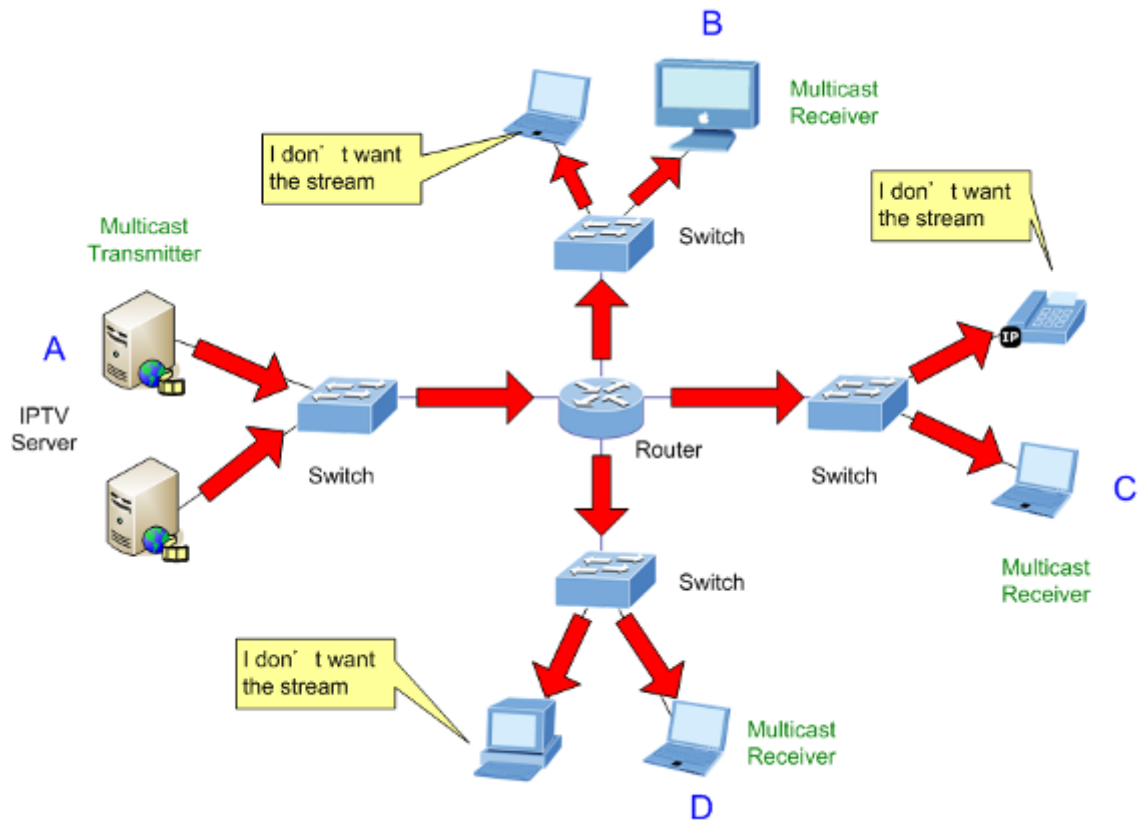 B
Multicast
Receiver
I don’t want
the stream
I don’t want
the stream
Switch
Multicast
Transmitter
A
IPTV
Server
IP
Switch
Router
Switch
C
Multicast
Receiver
Switch
I don’t want
the stream
Multicast
Receiver
D